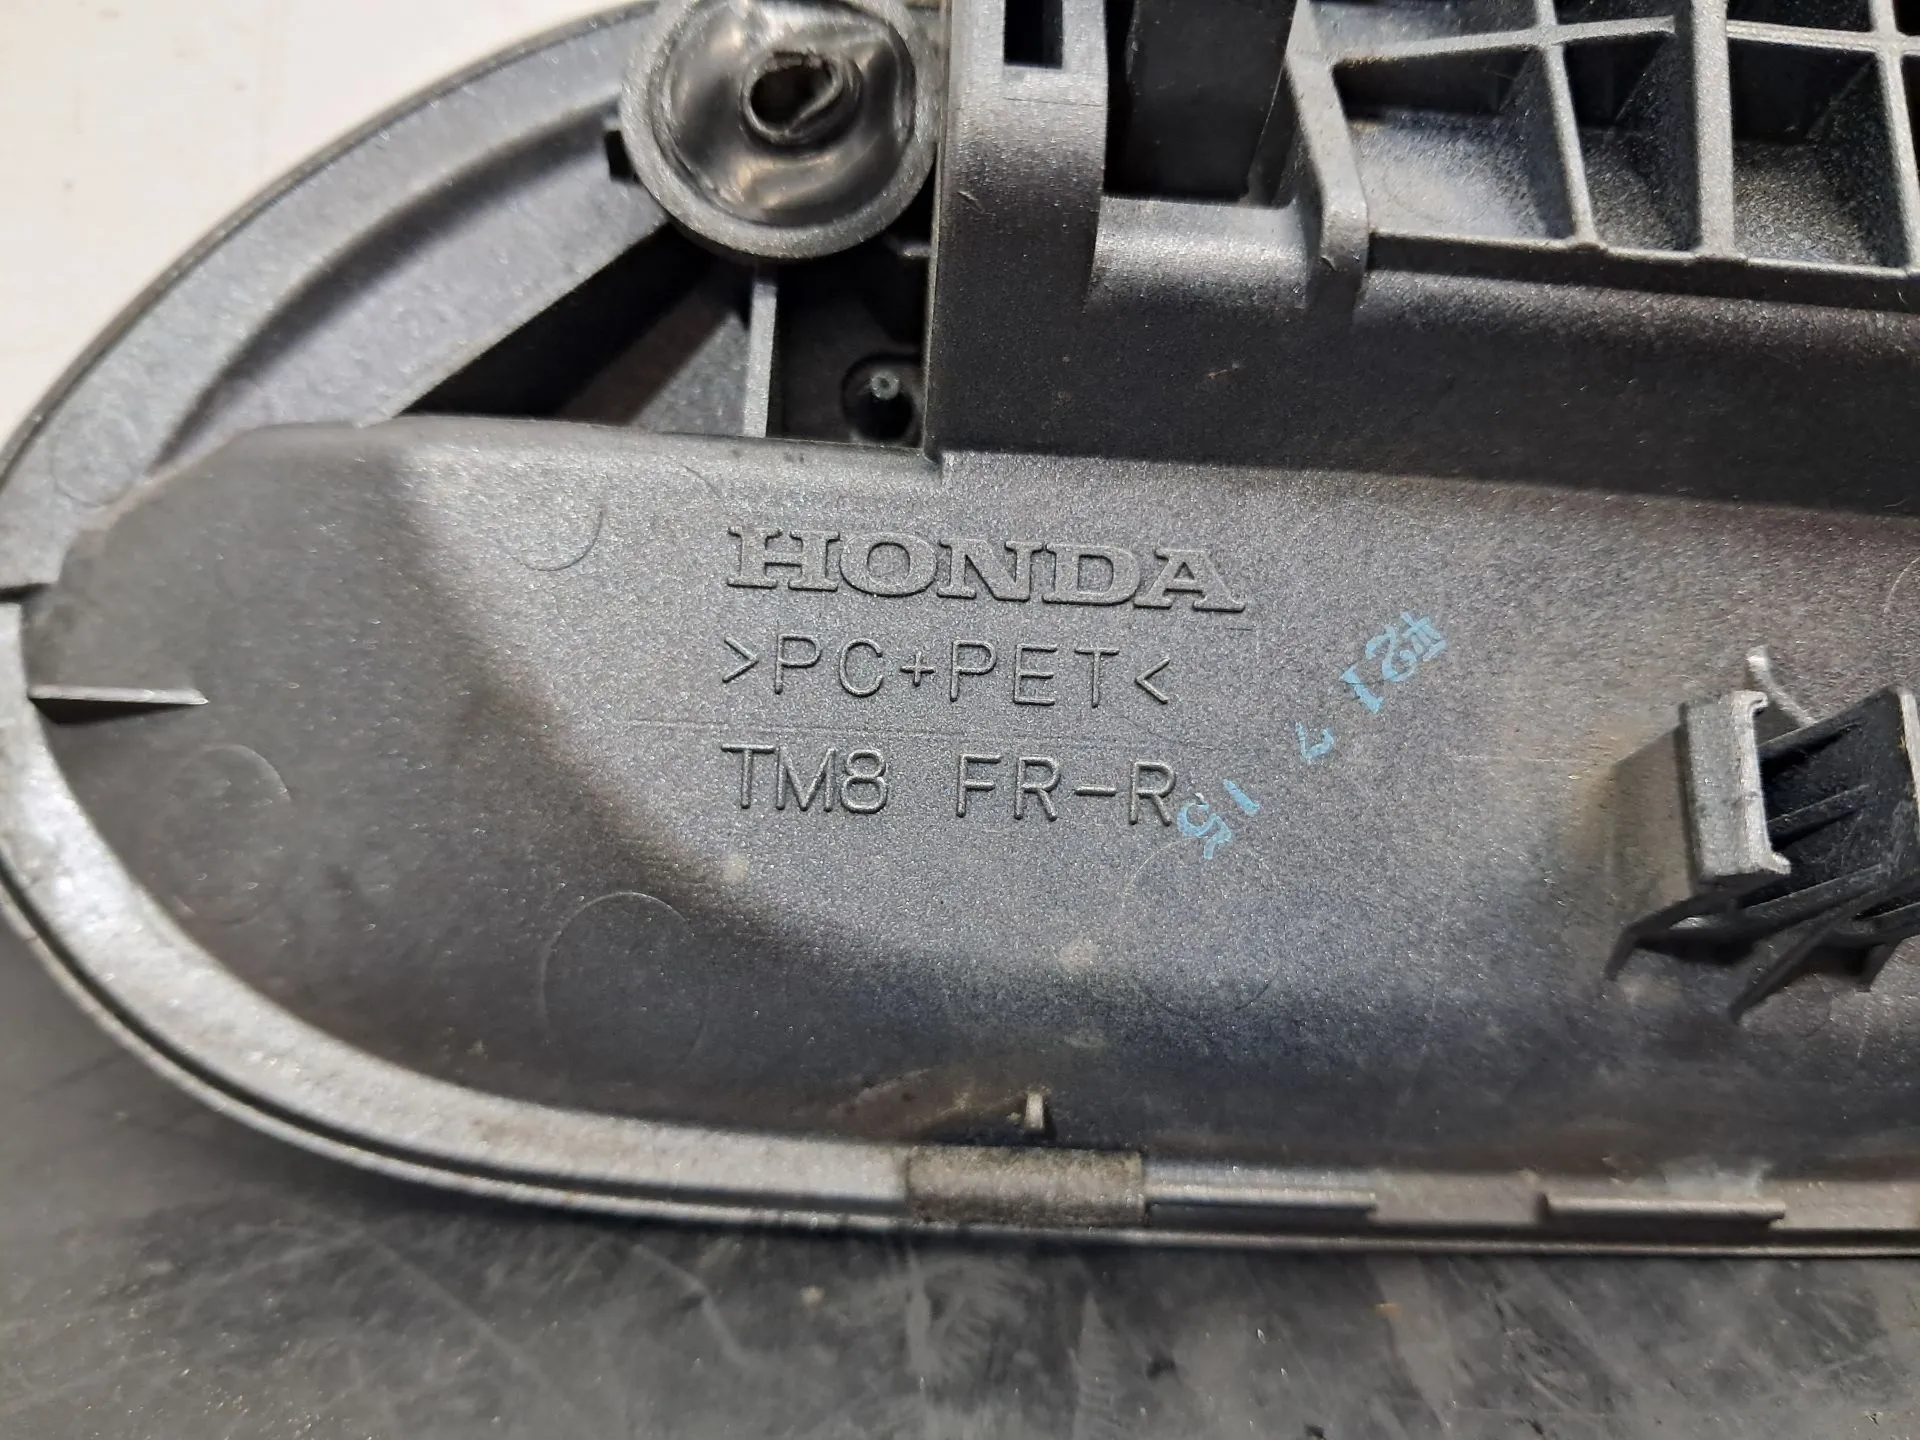 HONDA
>PC+PET<
TM8 FR-R